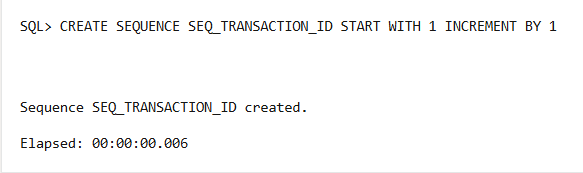 SQL> CREATE SEQUENCE SEQ_TRANSACTION_ID START WITH 1 INCREMENT BY 1
Sequence SEQ_TRANSACTION_ID created.
Elapsed: 00:00:00.006